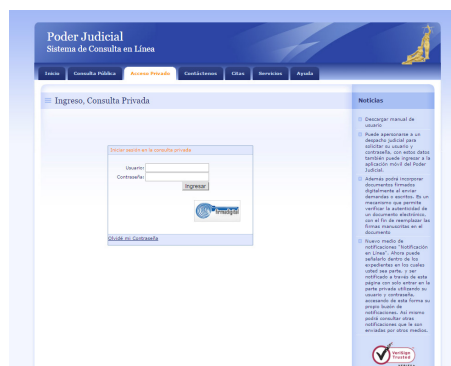 Poder Judicial
Sistema de Consulta en Línea
Inicio Consulta Pública Acceso Privado Contáctenos Citas Servicios Ayuda
Ingreso, Consulta Privada
Iniciar sesión en la consulta privada
Usuario:
Contraseña:
Ingresar
firmadigital
Olvidé mi Contraseña
Noticias
Descargar manual de
usuario
Puede apersonarse a un
despacho judicial para
solicitar su usuario y
contraseña, con estos datos
también puede ingresar a la
aplicación móvil del Poder
Judicial.
Además podrá incorporar
documentos firmados
digitalmente al enviar
demandas o escritos. Es un
mecanismo que permite
verificar la autenticidad de
un documento electrónico,
con el fin de reemplazar las
firmas manuscritas en el
documento
Nuevo medio de
notificaciones "Notificación
en Línea". Ahora puede
señalarlo dentro de los
expedientes en los cuales
usted sea parte, y ser
notificado a través de esta
página con solo entrar en la
parte privada utilizando su
usuario y contraseña,
accesando de esta forma su
propio buzón de
notificaciones. Así mismo
podrá consultar otras
notificaciones que le son
enviadas por otros medios.
VeriSign
Trusted